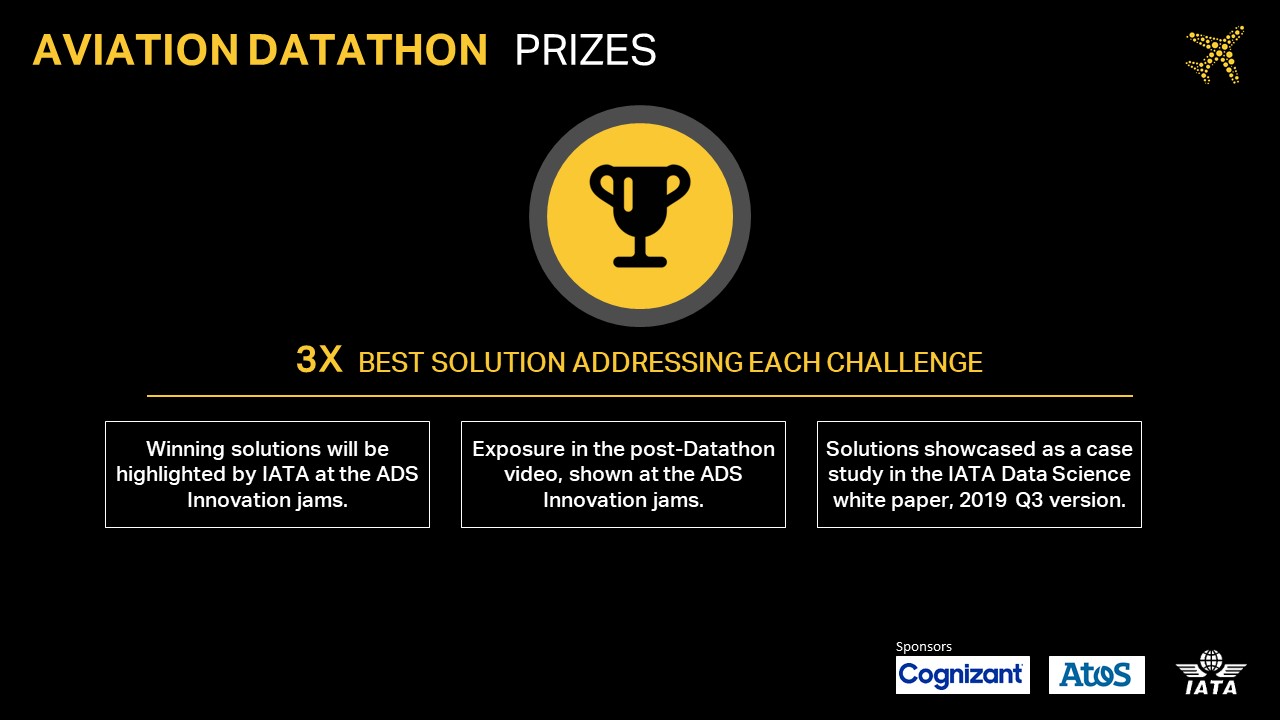 AVIATION DATATHON PRIZES
3X BEST SOLUTION ADDRESSING EACH CHALLENGE
Winning solutions will be
highlighted by IATA at the ADS
Innovation jams.
Exposure in the post-Datathon
video, shown at the ADS
Innovation jams.
Solutions showcased as a case
study in the IATA Data Science
white paper, 2019 Q3 version.
Sponsors
Cognizant
Atos
IATA